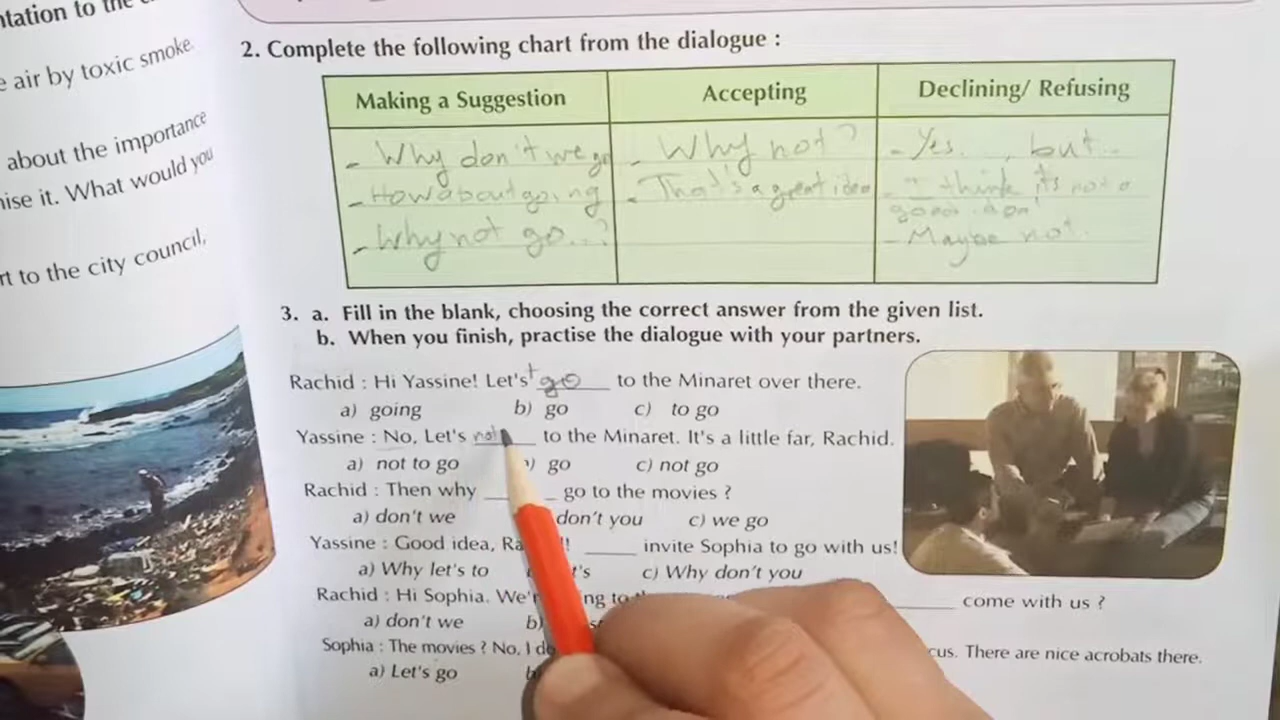 ntation to the
e air by toxic smoke.
about the importance
nise it. What would you
rt to the city council,
2. Complete the following chart from the dialogue :
Making a Suggestion Accepting Declining/ Refusing
- Why don't we go - Why not? - Yes. , but..
- How about going - That's a great idea - I think it's not a
good idea
- Why not go...? - Maybe not.
3. a. Fill in the blank, choosing the correct answer from the given list.
b. When you finish, practise the dialogue with your partners.
Rachid : Hi Yassine! Let's + go to the Minaret over there.
a) going b) go c) to go
Yassine : No, Let's not to the Minaret. It's a little far, Rachid.
a) not to go ) go c) not go
Rachid : Then why ____ go to the movies ?
a) don't we don't you c) we go
Yassine : Good idea, Ra ! ____ invite Sophia to go with us!
a) Why let's to 's c) Why don't you
Rachid : Hi Sophia. We'r ng to ____ come with us ?
a) don't we b)
Sophia : The movies ? No, I d cus. There are nice acrobats there.
a) Let's go